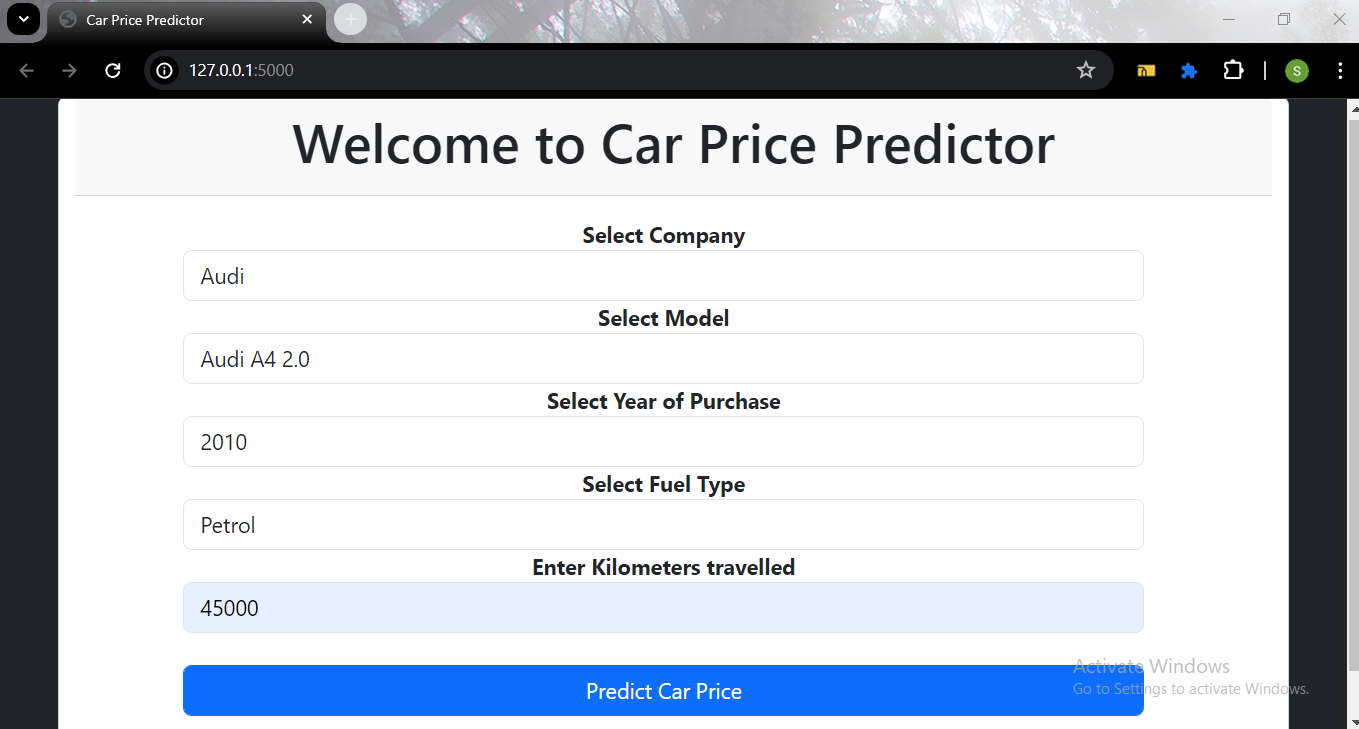 Car Price Predictor
127.0.0.1:5000
S
Welcome to Car Price Predictor
Select Company
Audi
Select Model
Audi A4 2.0
Select Year of Purchase
2010
Select Fuel Type
Petrol
Enter Kilometers travelled
45000
Activate Windows
Go to Settings to activate Windows.
Predict Car Price